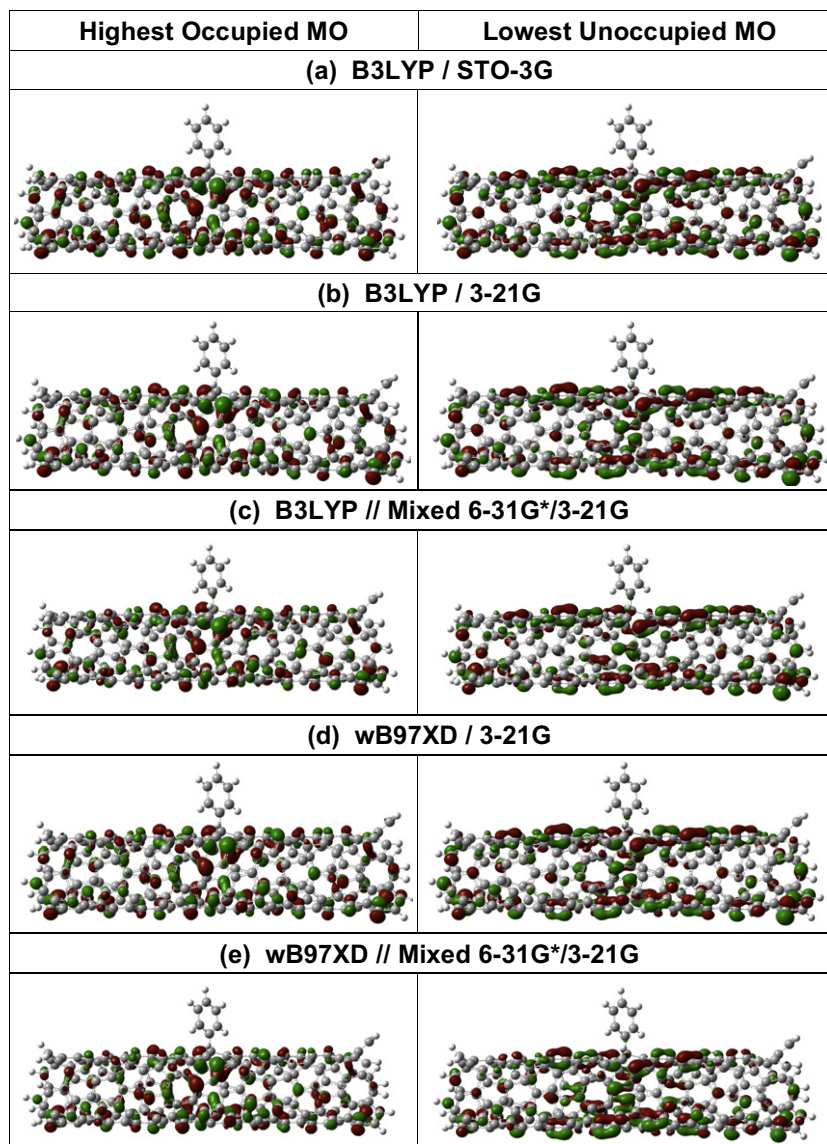 Highest Occupied MO
Lowest Unoccupied MO
(a) B3LYP / STO-3G
(b) B3LYP / 3-21G
(c) B3LYP // Mixed 6-31G*/3-21G
(d) wB97XD / 3-21G
(e) wB97XD // Mixed 6-31G*/3-21G